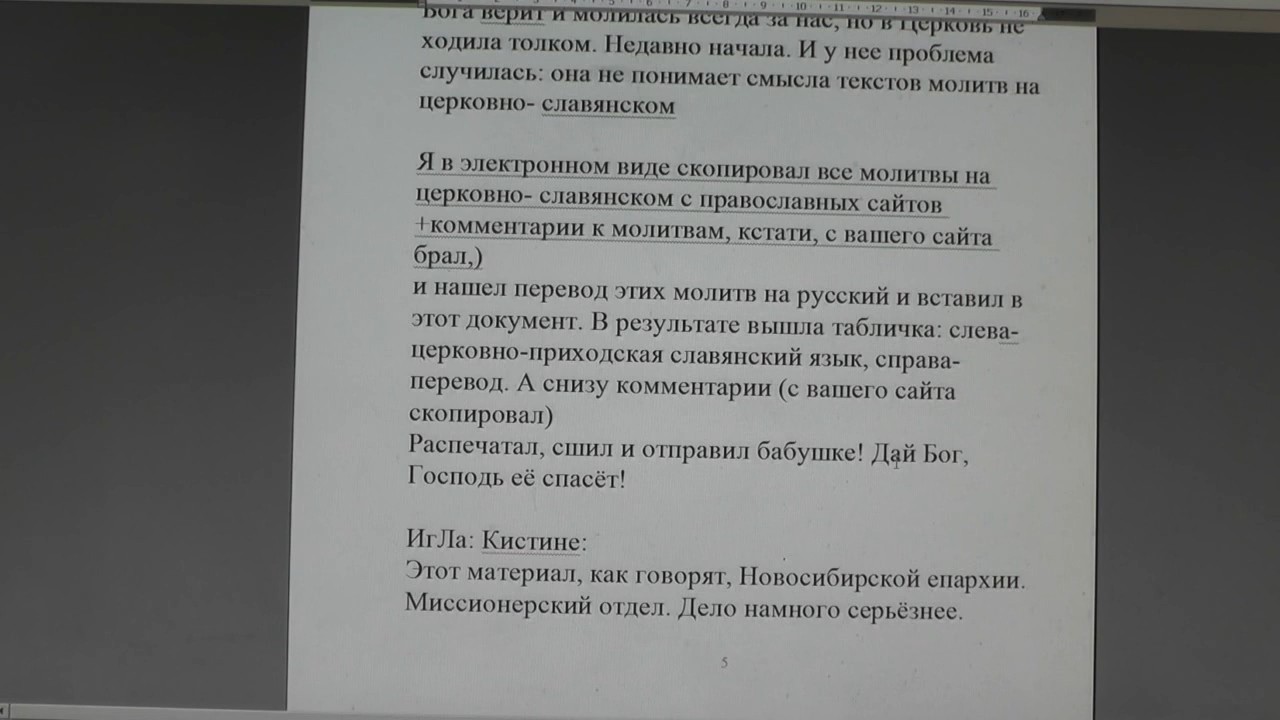 Бога верит и молилась всегда за нас, но в Церковь не
ходила толком. Недавно начала. И у нее проблема
случилась: она не понимает смысла текстов молитв на
церковно- славянском
Я в электронном виде скопировал все молитвы на
церковно- славянском с православных сайтов
+комментарии к молитвам, кстати, с вашего сайта
брал,)
и нашел перевод этих молитв на русский и вставил в
этот документ. В результате вышла табличка: слева-
церковно-приходская славянский язык, справа-
перевод. А снизу комментарии (с вашего сайта
скопировал)
Распечатал, сшил и отправил бабушке! Дай Бог,
Господь её спасёт!
ИгЛа: Кистине:
Этот материал, как говорят, Новосибирской епархии.
Миссионерский отдел. Дело намного серьёзнее.
5